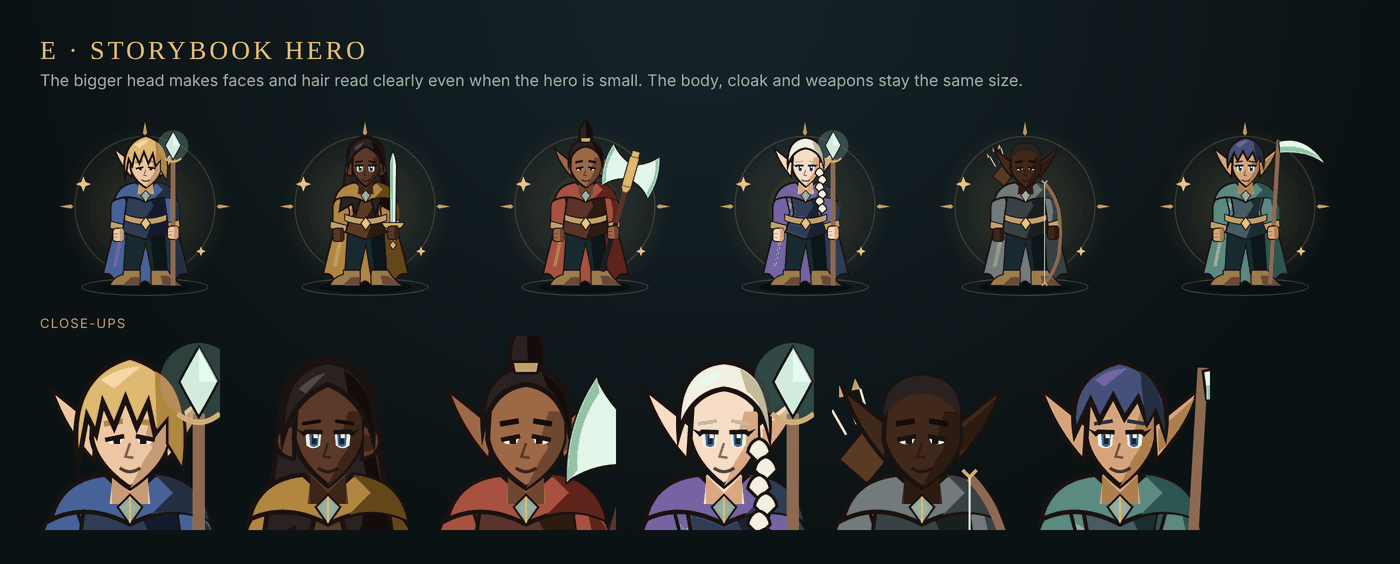 E · STORYBOOK HERO
The bigger head makes faces and hair read clearly even when the hero is small. The body, cloak and weapons stay the same size.
CLOSE-UPS